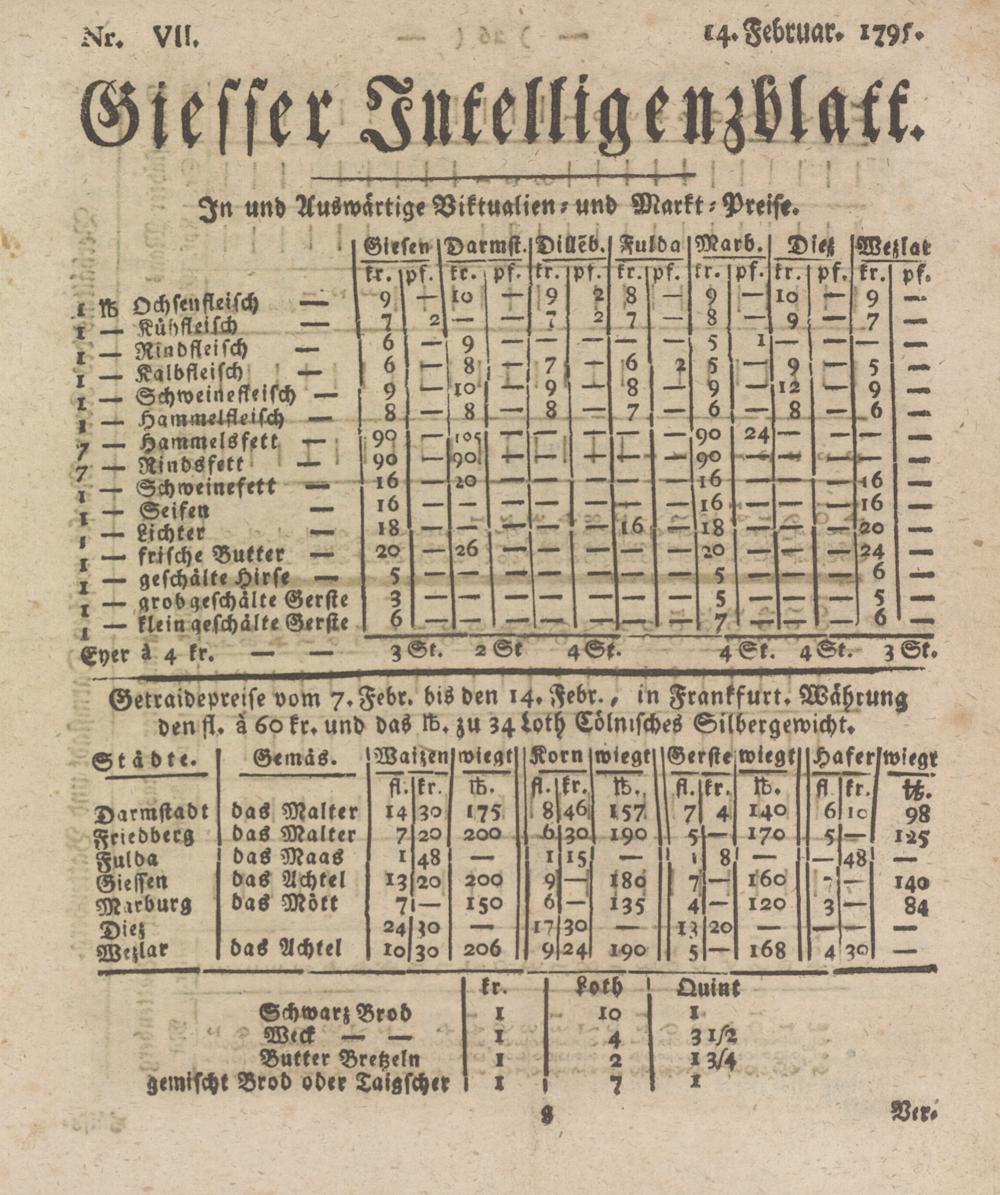 Nr. VII. 14. Februar. 1795.
Giesser Intelligenzblatt.
In und Auswärtige Viktualien- und Markt-Preise.
Giesen Darmst. Dillēb. Fulda Marb. Diez Wezlar
kr. pf. kr. pf. kr. pf. kr. pf. kr. pf. kr. pf. kr. pf.
1 ℔ Ochsenfleisch — 9 — 10 — 9 2 8 — 9 — 10 — 9 —
1 — Kühfleisch — 7 2 — — 7 2 7 — 8 — 9 — 7 —
1 — Rindfleisch — 6 — 9 — — — — — 5 1 — — — —
1 — Kalbfleisch — 6 — 8 — 7 — 6 2 5 — 9 — 5 —
1 — Schweinefleisch — 9 — 10 — 9 — 8 — 9 — 12 — 9 —
1 — Hammelfleisch 8 — 8 — 8 — 7 — 6 — 8 — 6 —
7 — Hammelsfett — 90 — 105 — — — — — 90 24 — — — —
7 — Rindsfett — 90 — 90 — — — — — 90 — — — — —
1 — Schweinefett — 16 — 20 — — — — — 16 — — — 16 —
1 — Seifen — 16 — — — — — — — 16 — — — 16 —
1 — Lichter — 18 — — — — — 16 — 18 — — — 20 —
1 — frische Butter — 20 — 26 — — — — — 20 — — — 24 —
1 — geschälte Hirse — 5 — — — — — — — 5 — — — 6 —
1 — grobgeschälte Gerste 3 — — — — — — — 5 — — — 5 —
1 — kleingeschälte Gerste 6 — — — — — — — 7 — — — 6 —
Eyer à 4 kr. — — 3 St. 2 St 4 St. 4 St. 4 St. 3 St.
Getraidepreise vom 7. Febr. bis den 14. Febr., in Frankfurt. Währung
den fl. à 60 kr. und das ℔. zu 34 Loth Cölnisches Silbergewicht.
Städte. Gemäs. Waizen wiegt Korn wiegt Gerste wiegt Hafer wiegt
fl. kr. ℔. fl. kr. ℔. fl. kr. ℔. fl. kr. ℔.
Darmstadt das Malter 14 30 175 8 46 157 7 4 140 6 10 98
Friedberg das Malter 7 20 200 6 30 190 5 — 170 5 — 125
Fulda das Maas 1 48 — 1 15 — 1 8 — — 48 —
Giessen das Achtel 13 20 200 9 — 180 7 — 160 — 140
Marburg das Mött 7 — 150 6 — 135 4 — 120 3 — 84
Diez 24 30 — 17 30 — 13 20 — — — —
Wezlar das Achtel 10 30 206 9 24 190 5 — 168 4 30 —
kr. Loth Quint
Schwarz Brod 1 10 1
Weck — — 1 4 3 1/2
Butter Bretzeln 1 2 1 3/4
gemischt Brod oder Taigscher 1 7 1
g Ver-